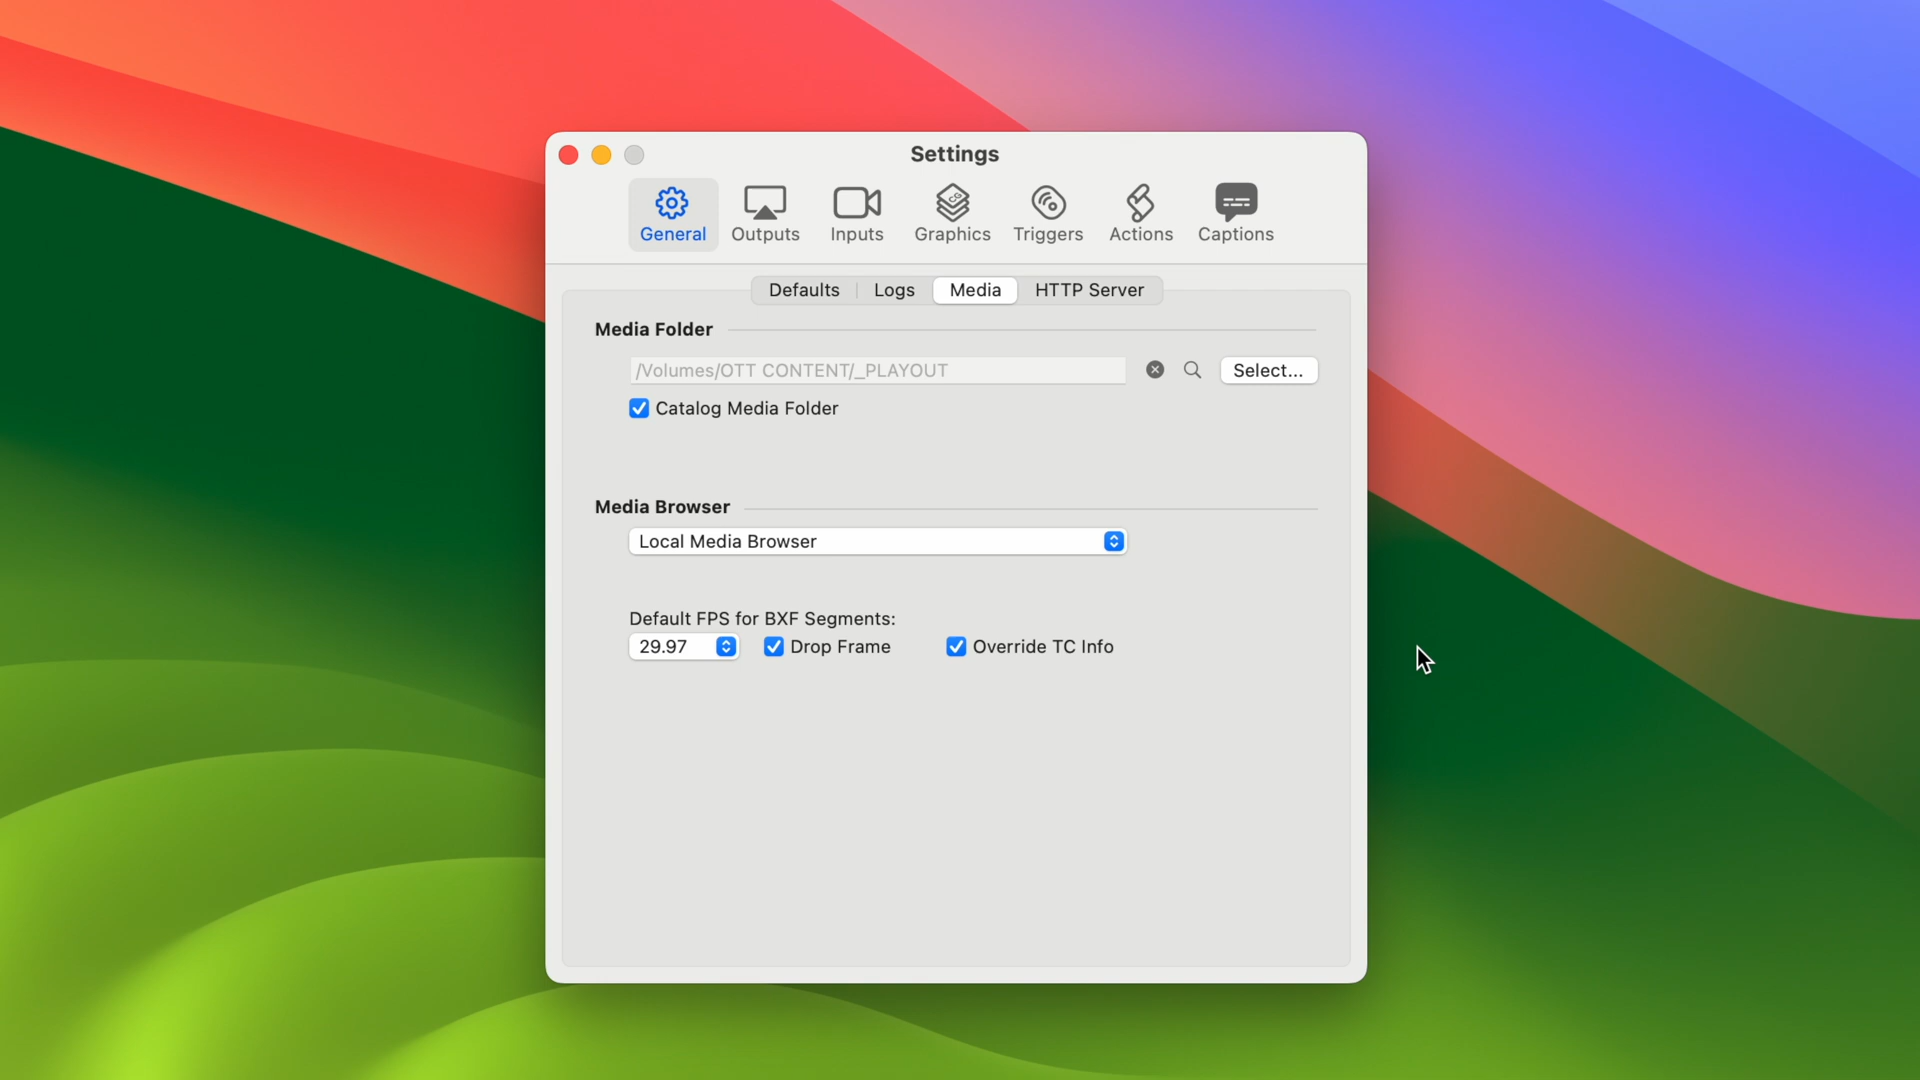 Settings
General Outputs Inputs Graphics Triggers Actions Captions
Defaults Logs Media HTTP Server
Media Folder
/Volumes/OTT CONTENT/_PLAYOUT Select...
Catalog Media Folder
Media Browser
Local Media Browser
Default FPS for BXF Segments:
29.97 Drop Frame Override TC Info